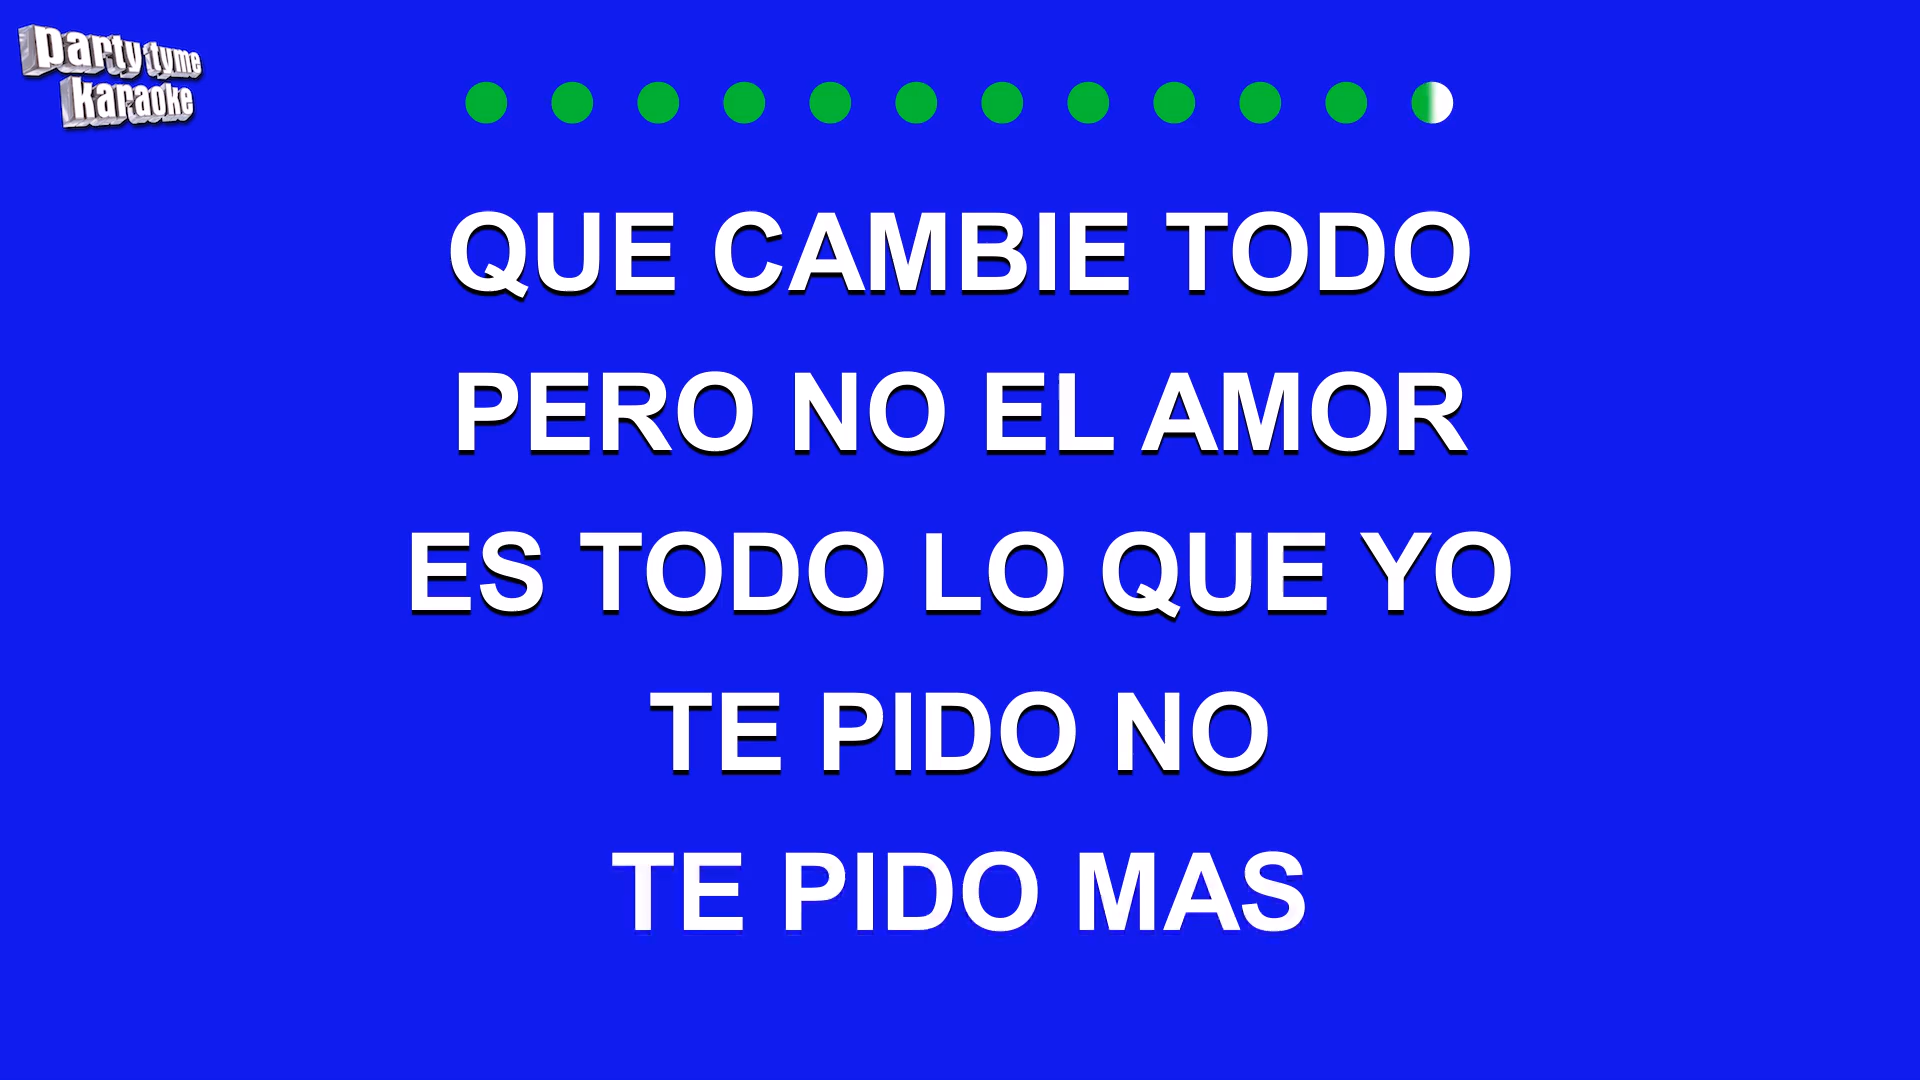 party tyme
karaoke
QUE CAMBIE TODO
PERO NO EL AMOR
ES TODO LO QUE YO
TE PIDO NO
TE PIDO MAS